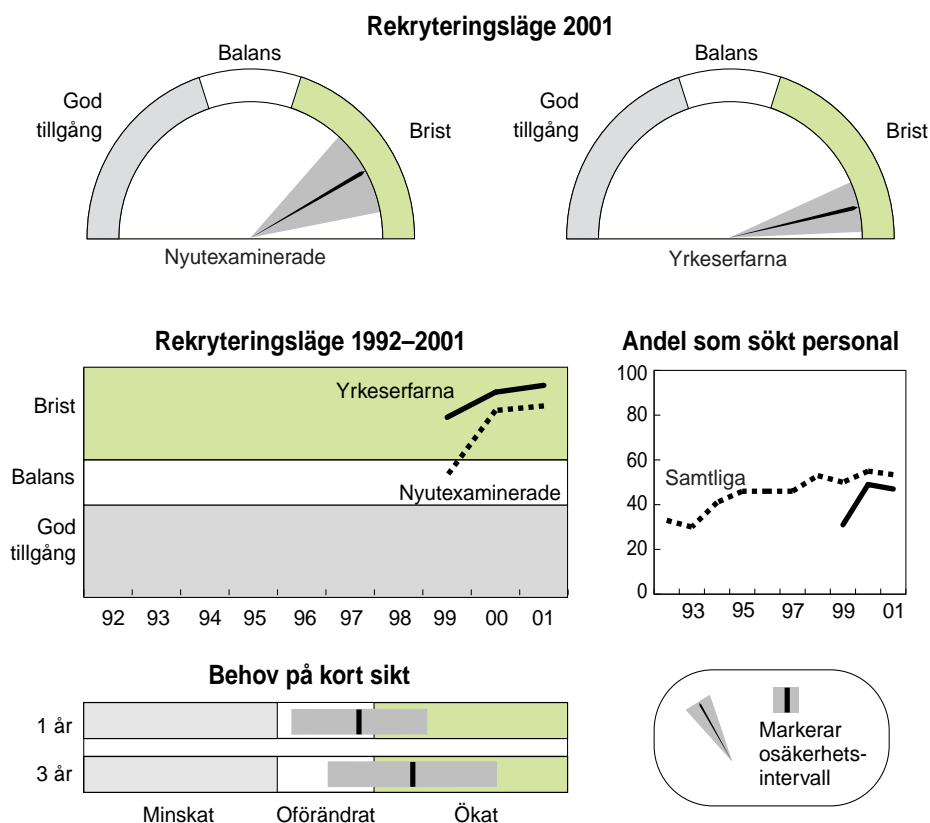 Rekryteringsläge 2001
Balans
Balans
God
tillgång
Brist
God
tillgång
Brist
Nyutexaminerade
Yrkeserfarna
Rekryteringsläge 1992–2001
Brist
Balans
God
tillgång
Yrkeserfarna
Nyutexaminerade
92 93 94 95 96 97 98 99 00 01
Andel som sökt personal
100
80
60
40
20
0
Samtliga
93 95 97 99 01
Behov på kort sikt
1 år
3 år
Minskat Oförändrat Ökat
Markerar
osäkerhets-
intervall